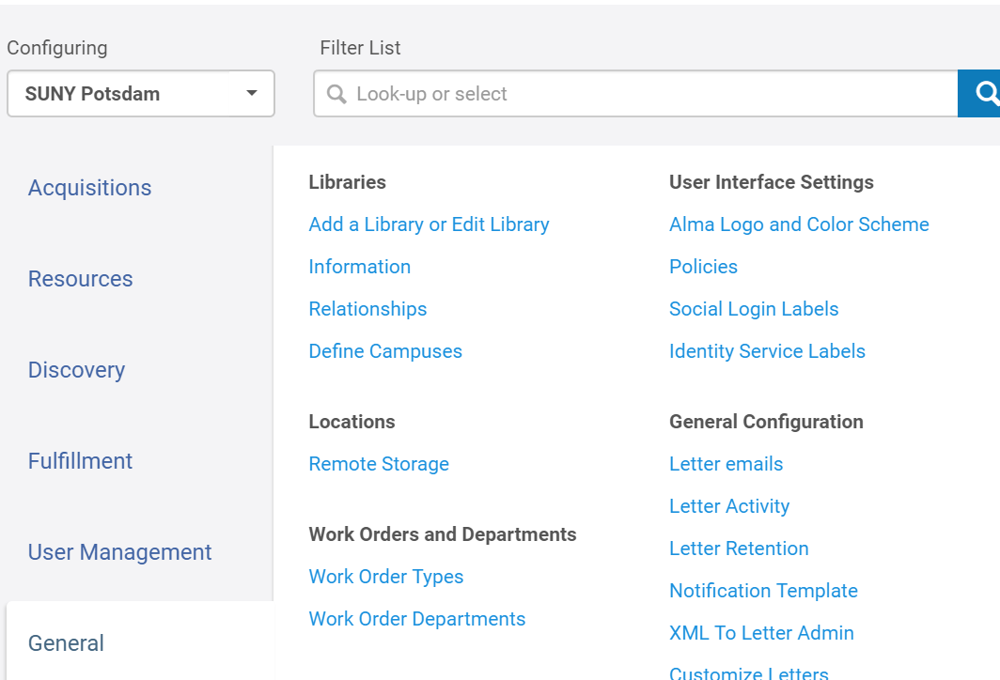 Configuring
Filter List
SUNY Potsdam
Look-up or select
Acquisitions
Resources
Discovery
Fulfillment
User Management
General
Libraries
Add a Library or Edit Library
Information
Relationships
Define Campuses
Locations
Remote Storage
Work Orders and Departments
Work Order Types
Work Order Departments
User Interface Settings
Alma Logo and Color Scheme
Policies
Social Login Labels
Identity Service Labels
General Configuration
Letter emails
Letter Activity
Letter Retention
Notification Template
XML To Letter Admin
Customize Letters